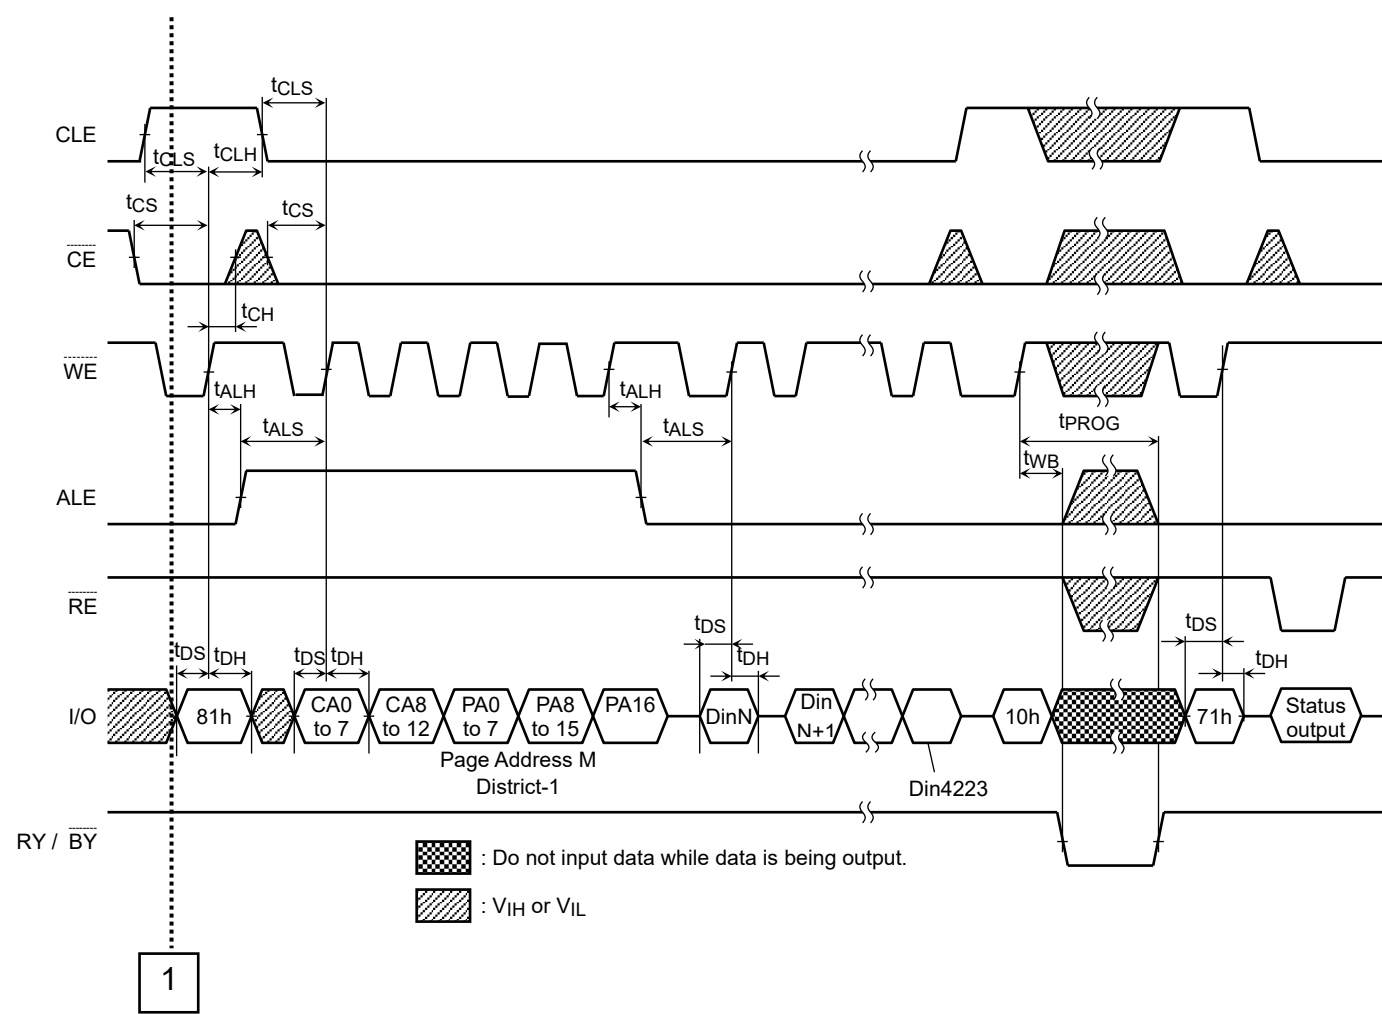 tCLS
CLE
tCLS
tCLH
tCS
tCS
CE
tCH
WE
tALH
tALH
tALS
tALS
tPROG
tWB
ALE
RE
tDS
tDH
tDS
tDH
tDS
tDH
tDS
tDH
I/O
81h
CA0
to 7
CA8
to 12
PA0
to 7
PA8
to 15
PA16
DinN
Din
N+1
10h
71h
Status
output
Page Address M
District-1
Din4223
RY / BY
: Do not input data while data is being output.
: VIH or VIL
1